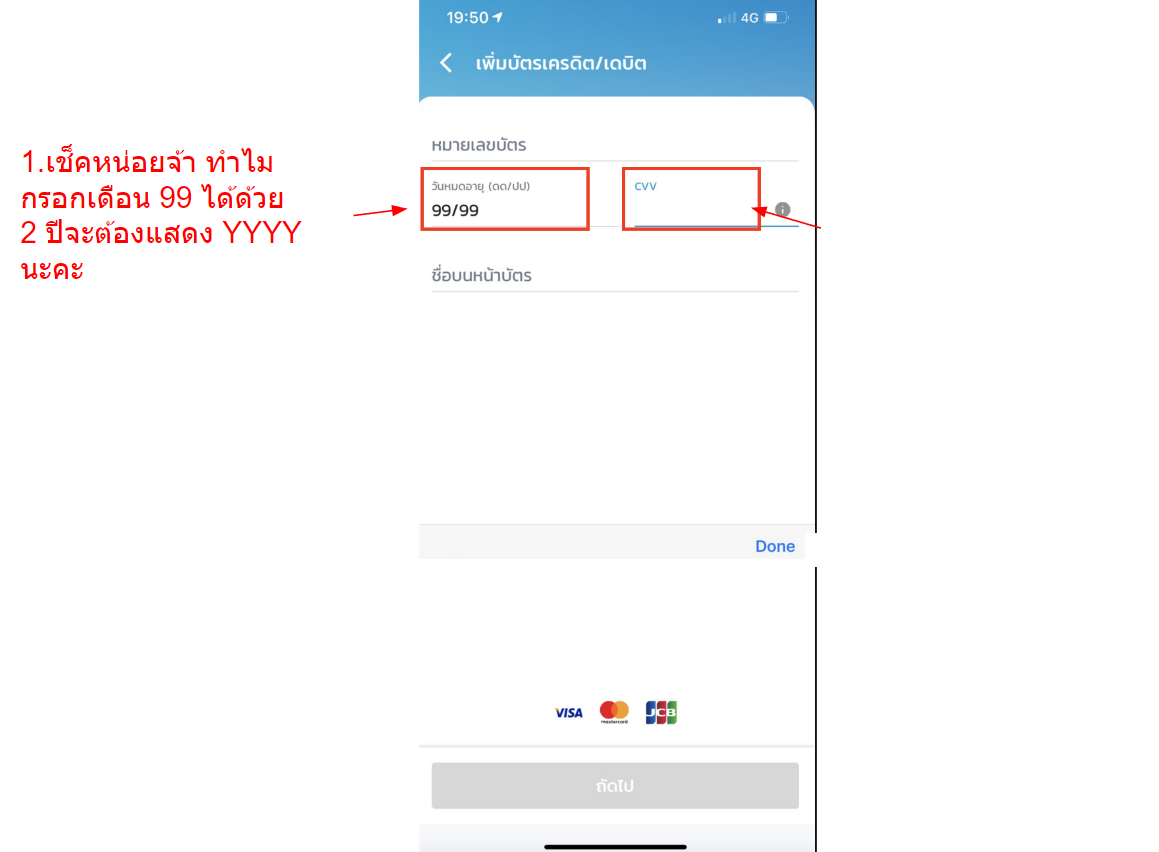 19:50
4G
เพิ่มบัตรเครดิต/เดบิต
หมายเลขบัตร
1.เช็คหน่อยจ้า ทำไม
กรอกเดือน 99 ได้ด้วย
2 ปีจะต้องแสดง YYYY
นะคะ
วันหมดอายุ (ดด/ปป)
99/99
CVV
ชื่อบนหน้าบัตร
Done
VISA
mastercard
JCB
ถัดไป